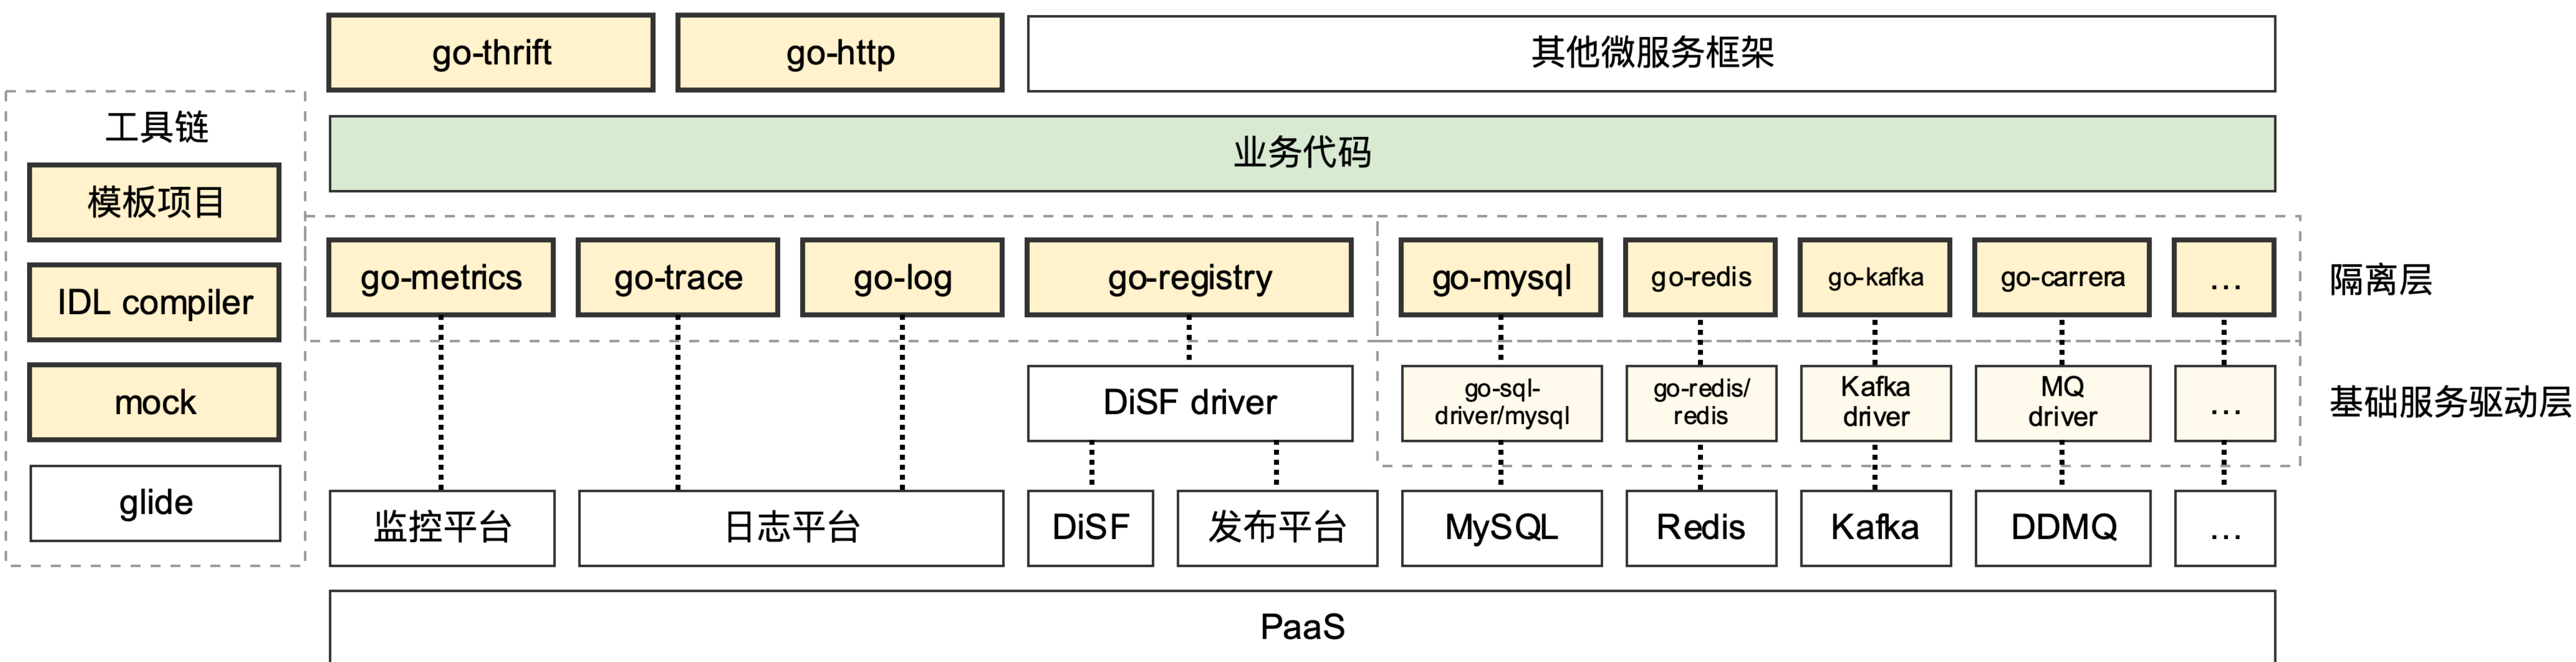 go-thrift
go-http
其他微服务框架
工具链
业务代码
模板项目
IDL compiler
mock
glide
go-metrics
go-trace
go-log
go-registry
go-mysql
go-redis
go-kafka
go-carrera
...
隔离层
DiSF driver
go-sql-
driver/mysql
go-redis/
redis
Kafka
driver
MQ
driver
...
基础服务驱动层
监控平台
日志平台
DiSF
发布平台
MySQL
Redis
Kafka
DDMQ
...
PaaS